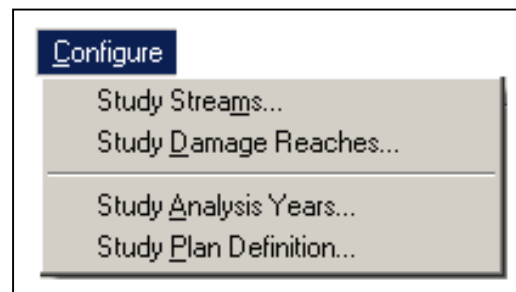 Configure
Study Streams...
Study Damage Reaches...
Study Analysis Years...
Study Plan Definition...